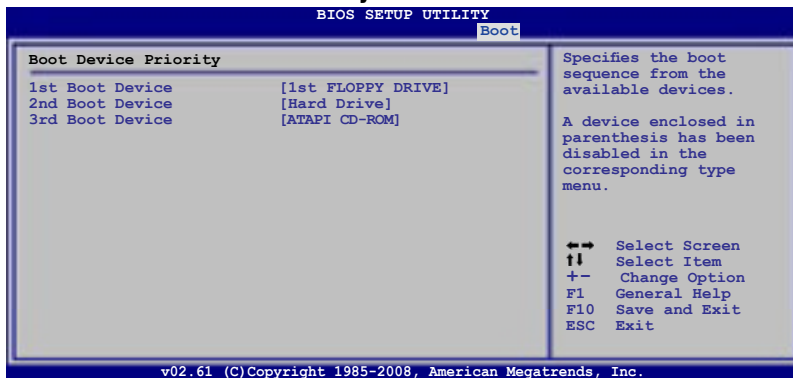 BIOS SETUP UTILITY
Boot
Boot Device Priority
1st Boot Device [1st FLOPPY DRIVE]
2nd Boot Device [Hard Drive]
3rd Boot Device [ATAPI CD-ROM]
Specifies the boot
sequence from the
available devices.
A device enclosed in
parenthesis has been
disabled in the
corresponding type
menu.
←→ Select Screen
↑↓ Select Item
+- Change Option
F1 General Help
F10 Save and Exit
ESC Exit
v02.61 (C)Copyright 1985-2008, American Megatrends, Inc.